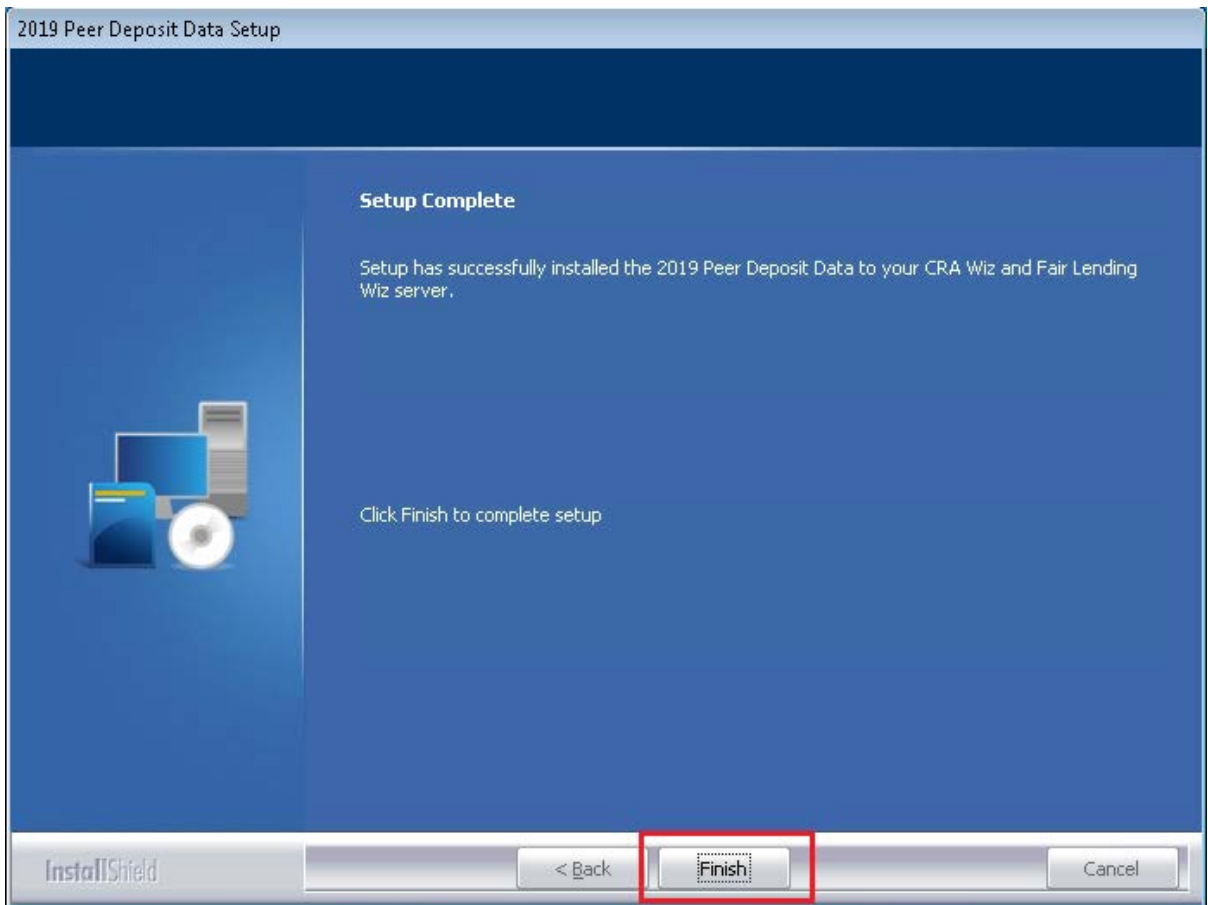 2019 Peer Deposit Data Setup
Setup Complete
Setup has successfully installed the 2019 Peer Deposit Data to your CRA Wiz and Fair Lending
Wiz server.
Click Finish to complete setup
InstallShield
< Back
Finish
Cancel